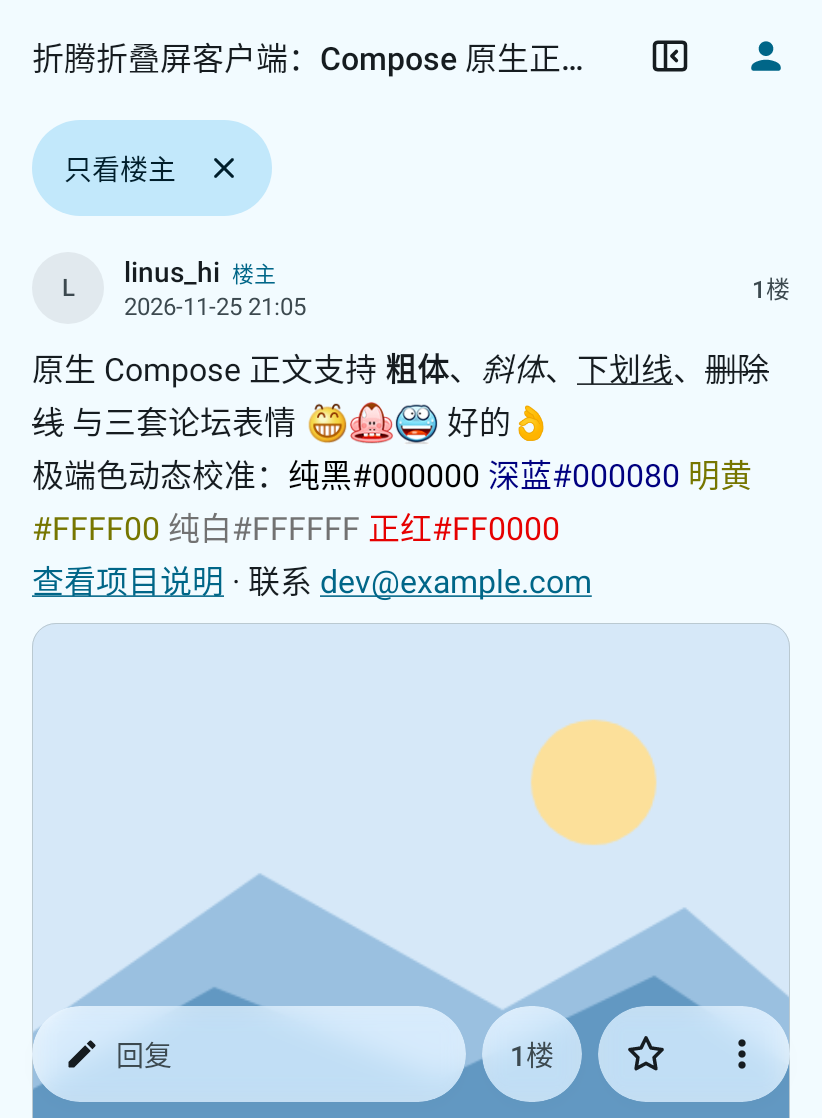 折腾折叠屏客户端：Compose 原生正…
只看楼主
L
linus_hi 楼主
2026-11-25 21:05
1楼
原生 Compose 正文支持 粗体、斜体、下划线、删除
线 与三套论坛表情 好的👌
极端色动态校准：纯黑#000000 深蓝#000080 明黄
#FFFF00 纯白#FFFFFF 正红#FF0000
查看项目说明 · 联系 dev@example.com
回复
1楼